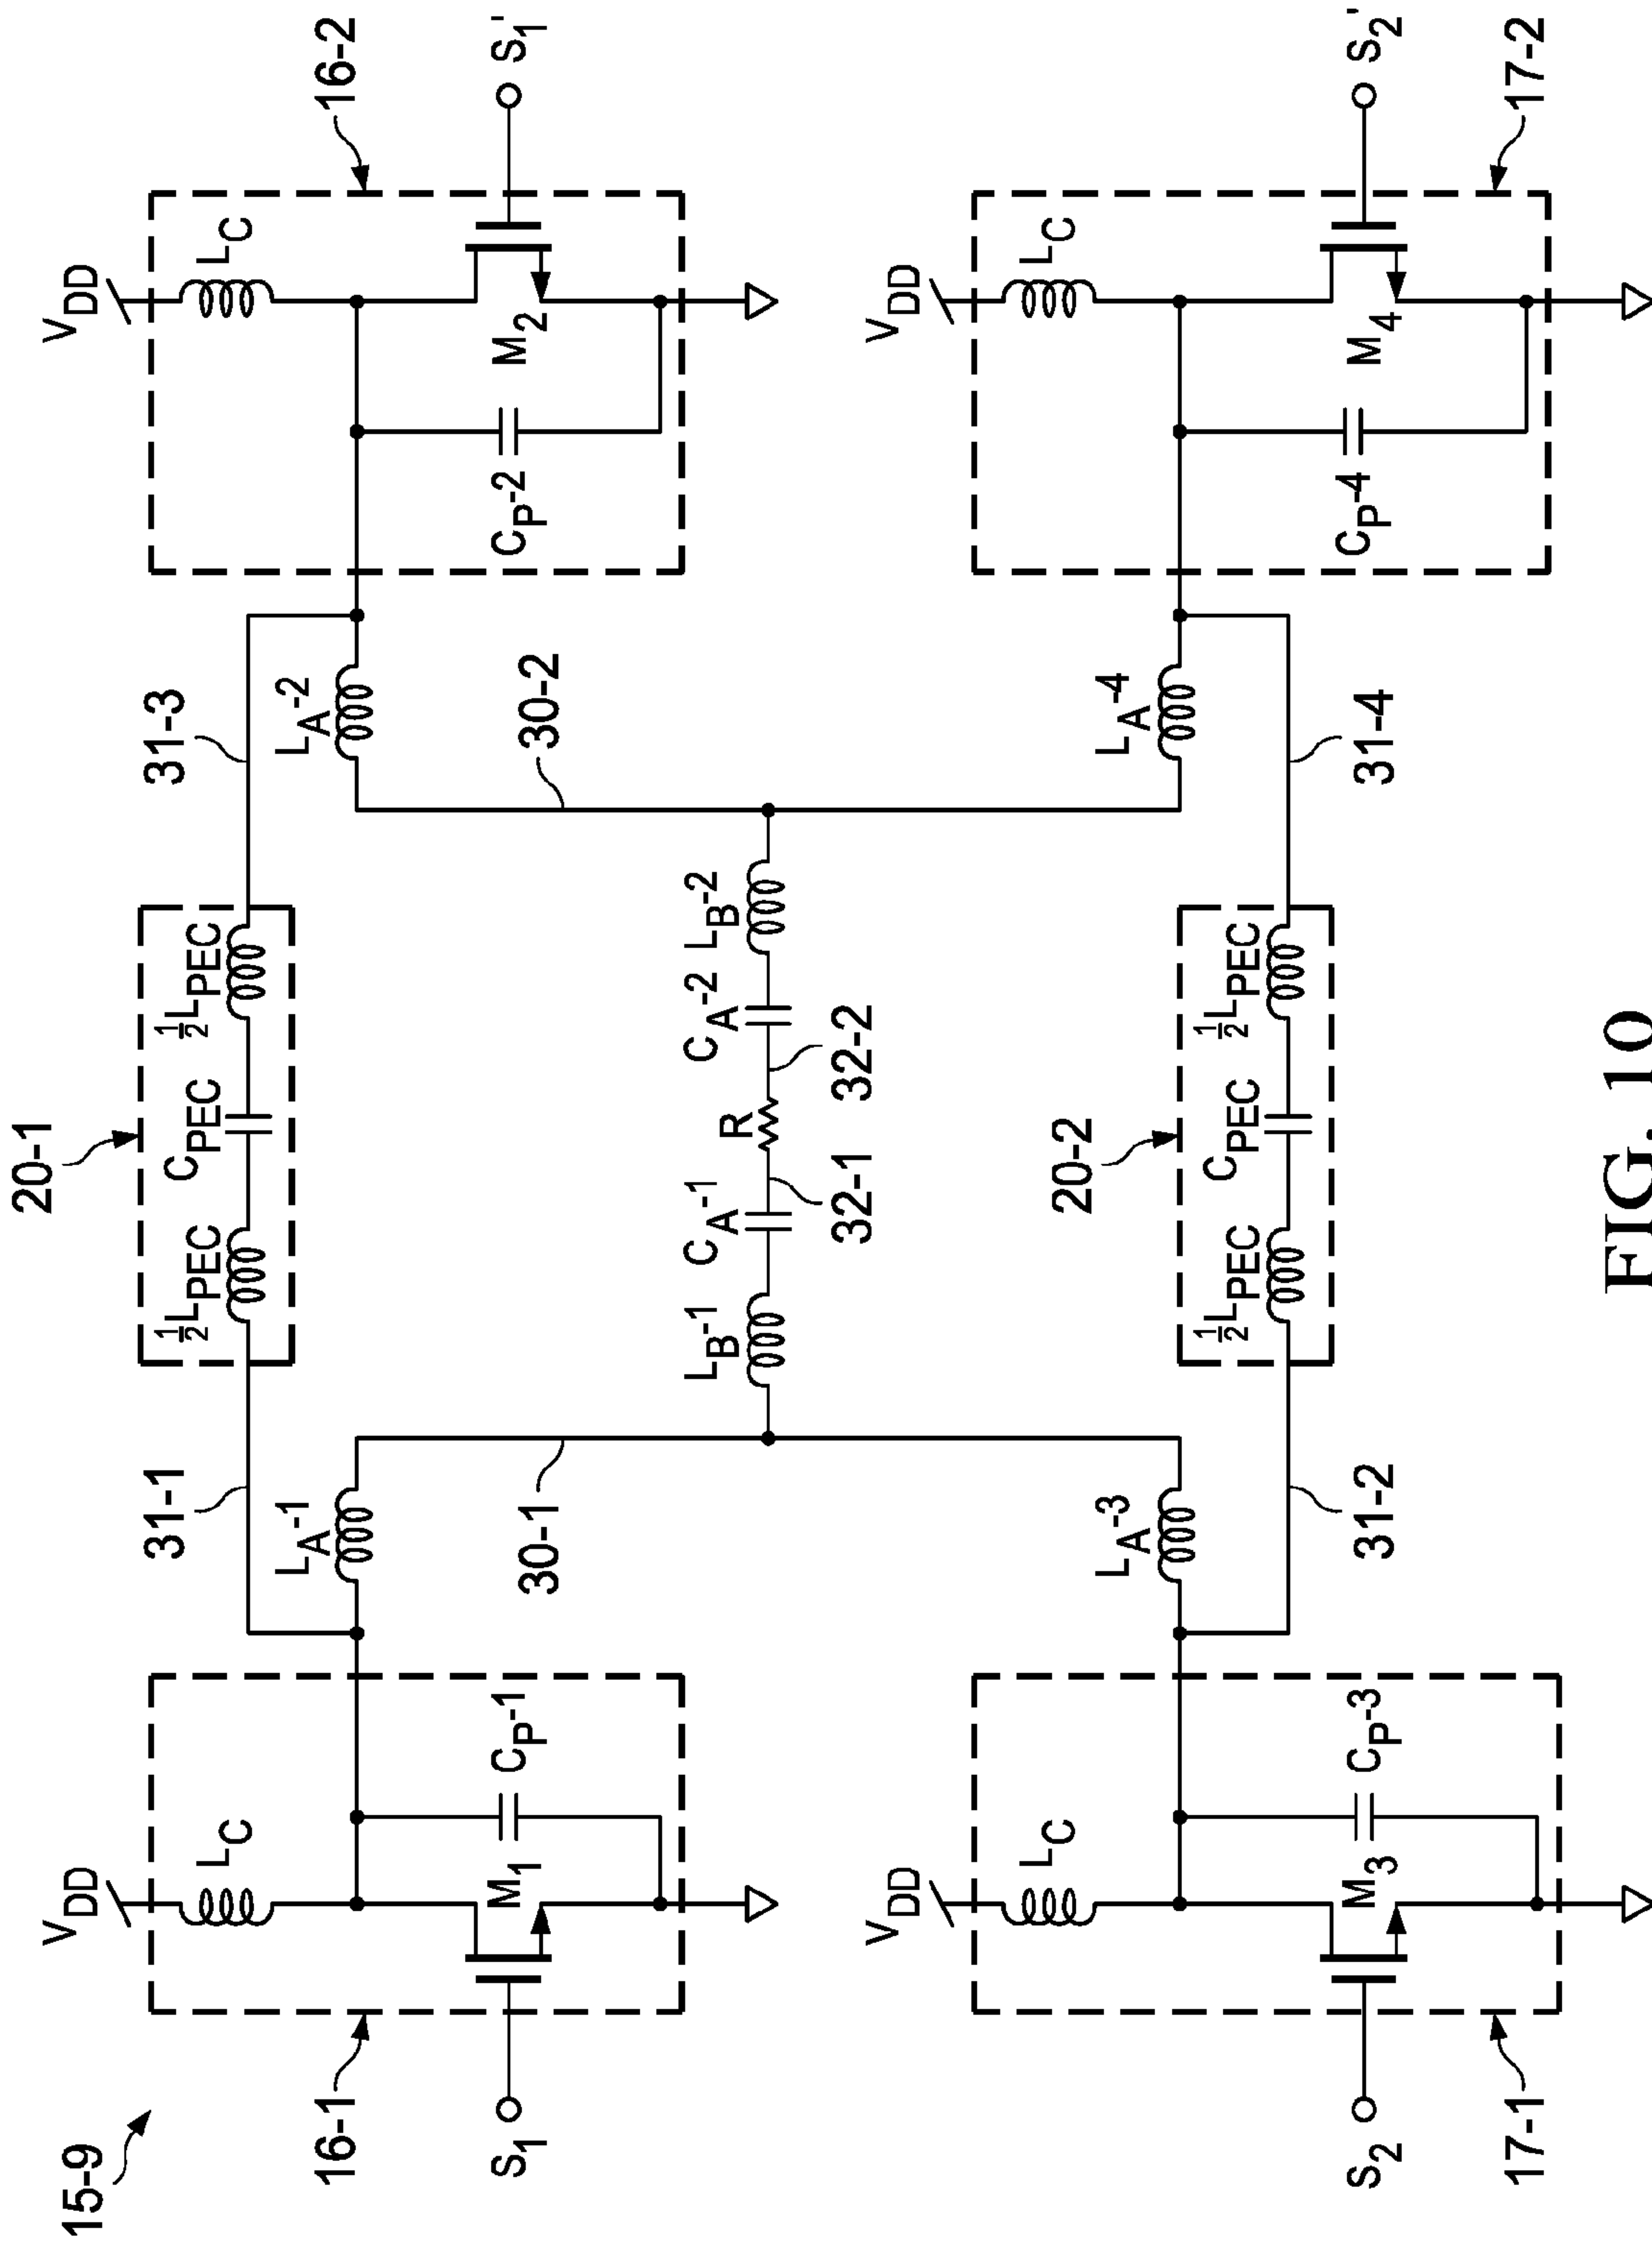 15-9
20-1
V_DD
31-1
½L_PEC
C_PEC
½L_PEC
31-3
V_DD
16-1
L_C
L_A-1
L_A-2
L_C
16-2
S_1
M_1
C_P-1
30-1
30-2
C_P-2
M_2
S_1'
L_B-1
C_A-1
R
C_A-2
L_B-2
32-1
32-2
V_DD
V_DD
L_C
L_A-3
20-2
L_A-4
L_C
½L_PEC
C_PEC
½L_PEC
S_2
M_3
C_P-3
31-2
31-4
C_P-4
M_4
S_2'
17-1
17-2
FIG. 10